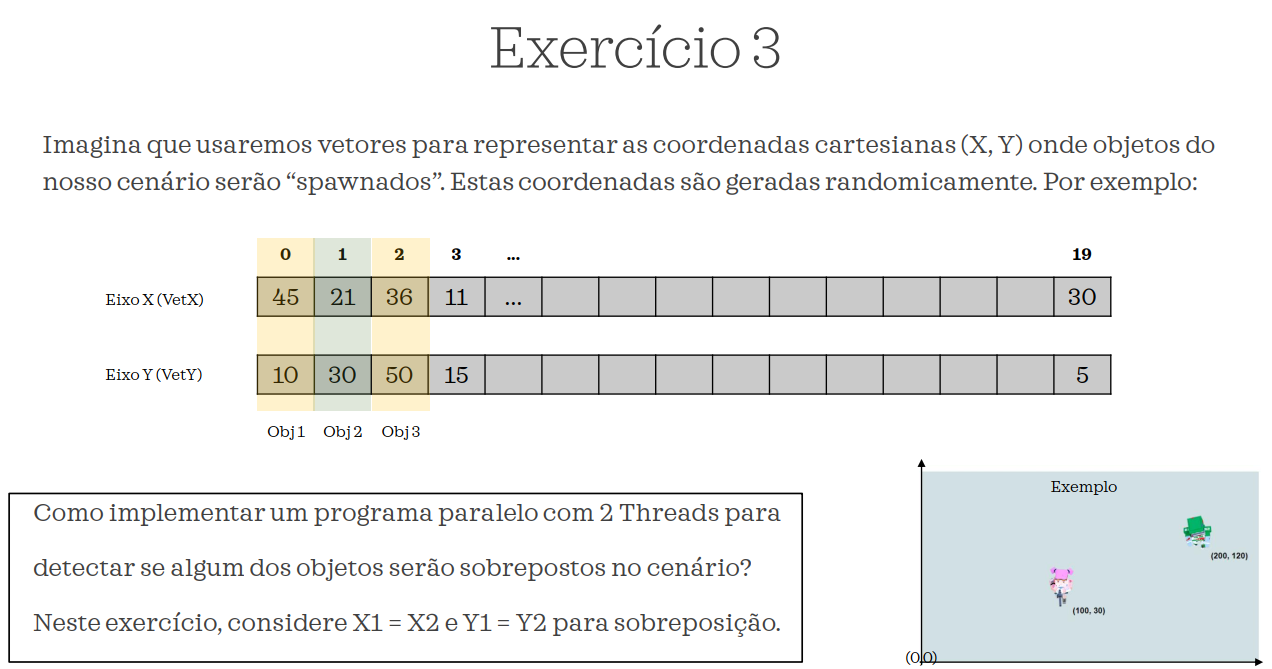 Exercício 3
Imagina que usaremos vetores para representar as coordenadas cartesianas (X, Y) onde objetos do
nosso cenário serão “spawnados”. Estas coordenadas são geradas randomicamente. Por exemplo:
0 1 2 3 ... 19
Eixo X (VetX) 45 21 36 11 ... 30
Eixo Y (VetY) 10 30 50 15 5
Obj 1 Obj 2 Obj 3
Como implementar um programa paralelo com 2 Threads para
detectar se algum dos objetos serão sobrepostos no cenário?
Neste exercício, considere X1 = X2 e Y1 = Y2 para sobreposição.
Exemplo
(200, 120)
(100, 30)
(0,0)